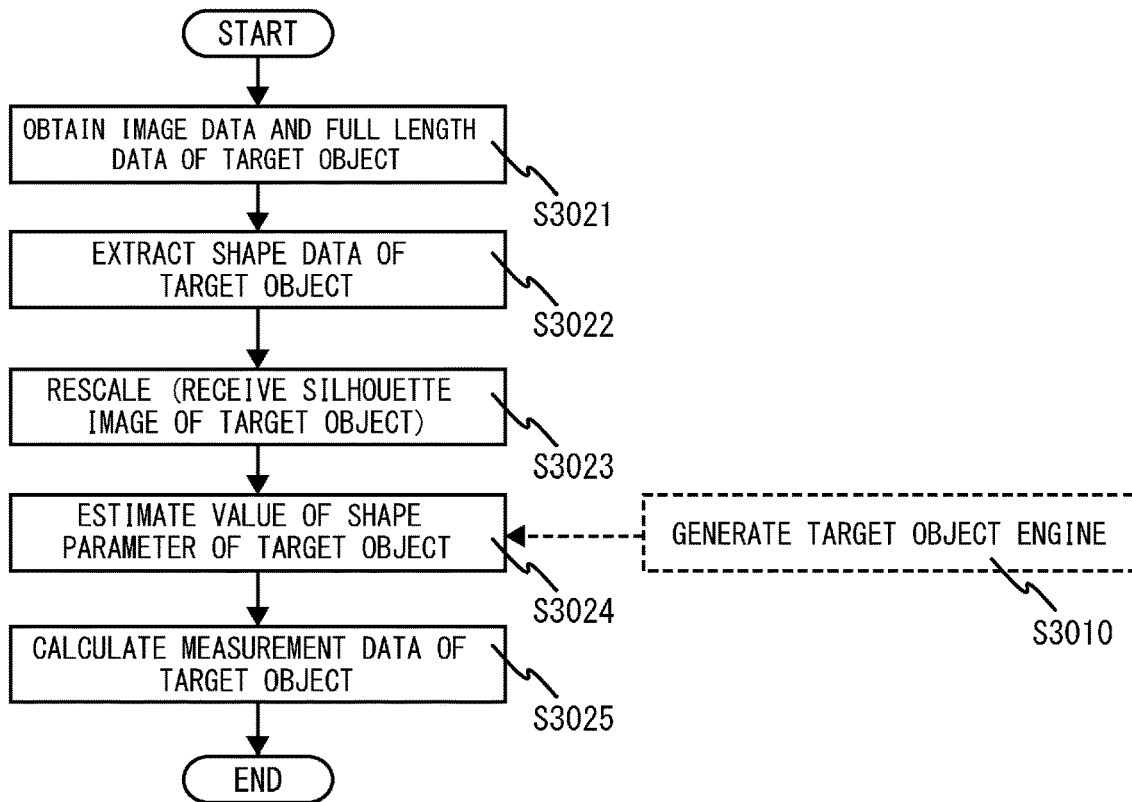 START
OBTAIN IMAGE DATA AND FULL LENGTH
DATA OF TARGET OBJECT
S3021
EXTRACT SHAPE DATA OF
TARGET OBJECT
S3022
RESCALE (RECEIVE SILHOUETTE
IMAGE OF TARGET OBJECT)
S3023
ESTIMATE VALUE OF SHAPE
PARAMETER OF TARGET OBJECT
S3024
GENERATE TARGET OBJECT ENGINE
S3010
CALCULATE MEASUREMENT DATA OF
TARGET OBJECT
S3025
END